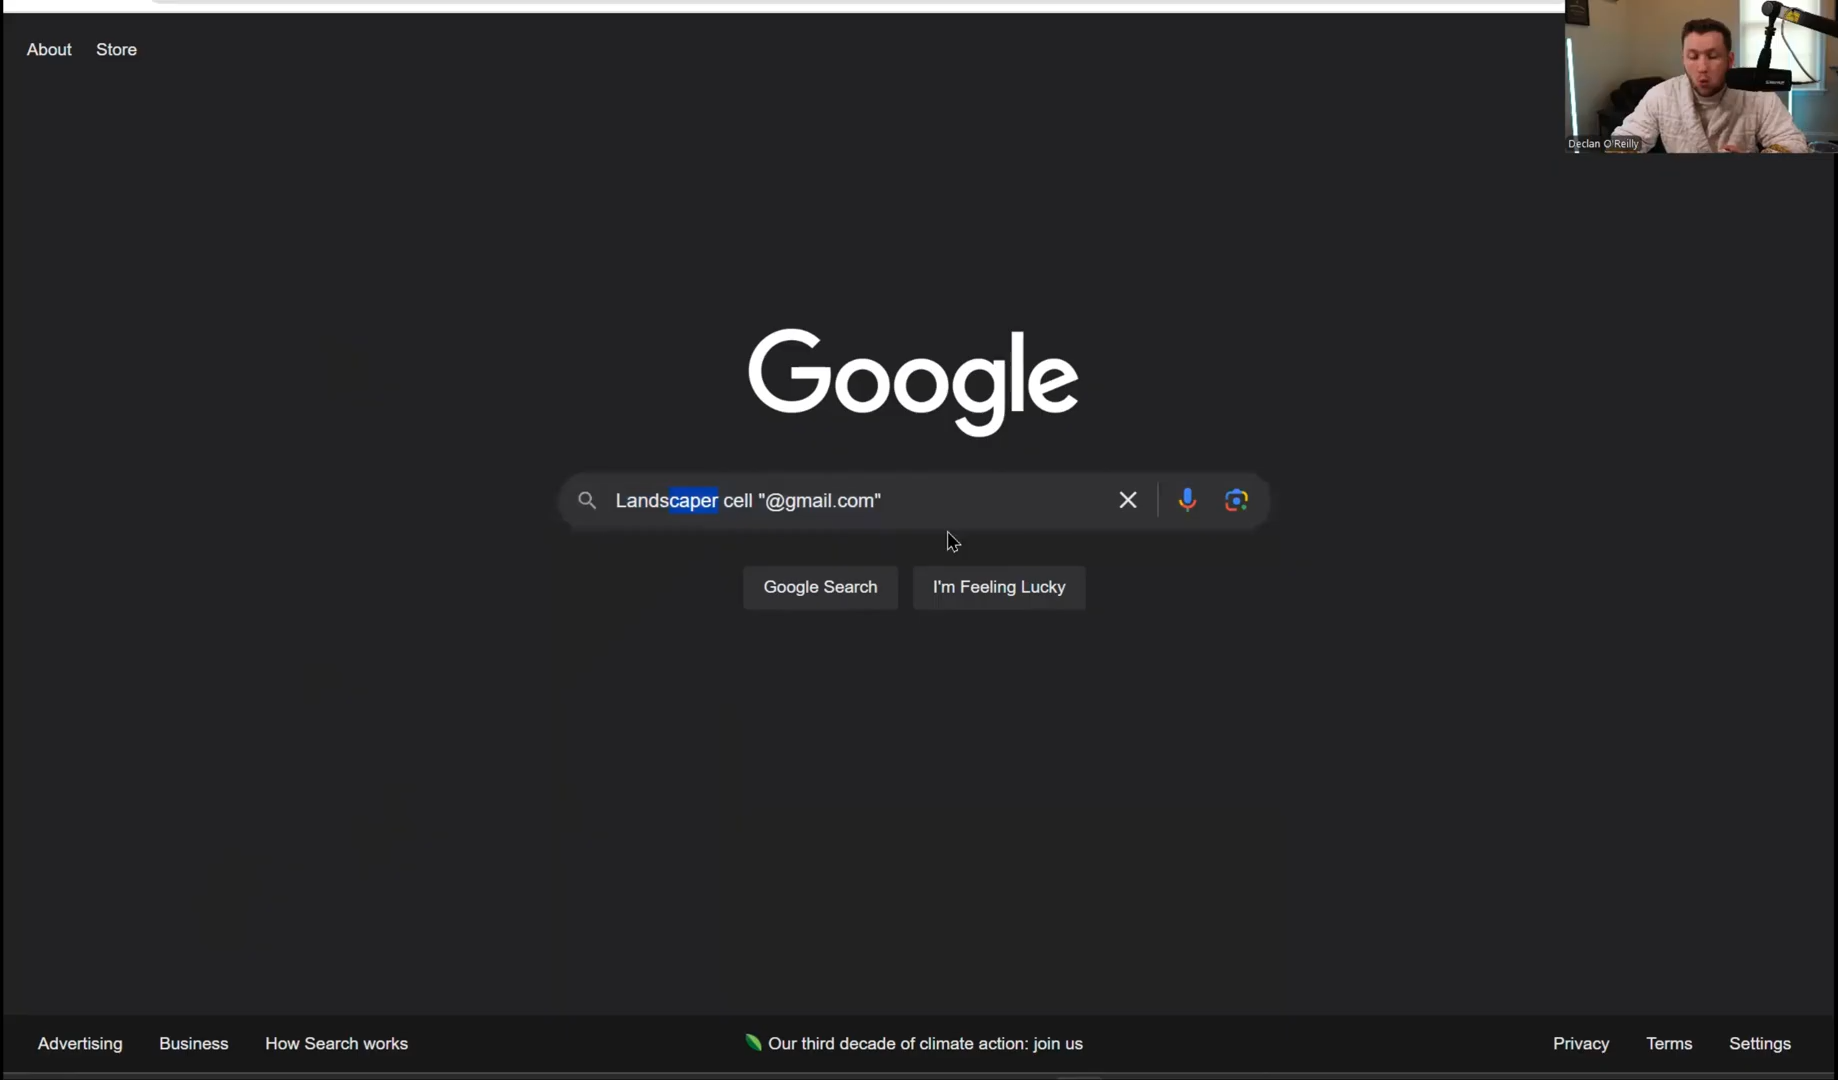 About Store
Declan O'Reilly
Google
Landscaper cell "@gmail.com"
Google Search I'm Feeling Lucky
Advertising Business How Search works Our third decade of climate action: join us Privacy Terms Settings